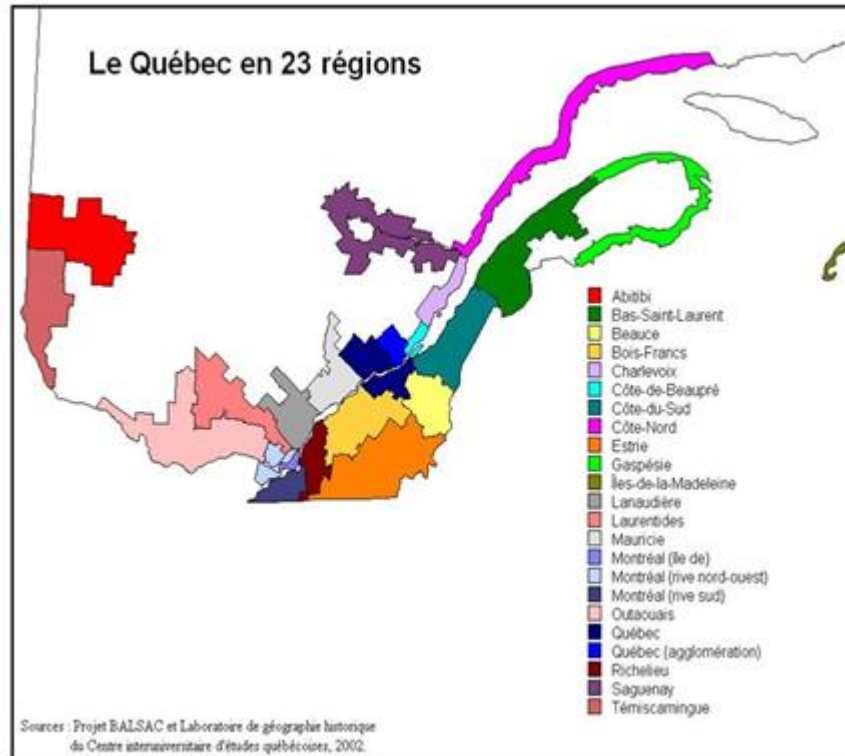 Le Québec en 23 régions
Abitibi
Bas-Saint-Laurent
Beauce
Bois-Francs
Charlevoix
Côte-de-Beaupré
Côte-du-Sud
Côte-Nord
Estrie
Gaspésie
Îles-de-la-Madeleine
Lanaudière
Laurentides
Mauricie
Montréal (île de)
Montréal (rive nord-ouest)
Montréal (rive sud)
Outaouais
Québec
Québec (agglomération)
Richelieu
Saguenay
Témiscamingue
Sources : Projet BALSAC et Laboratoire de géographie historique
du Centre interuniversitaire d'études québécoises, 2002.